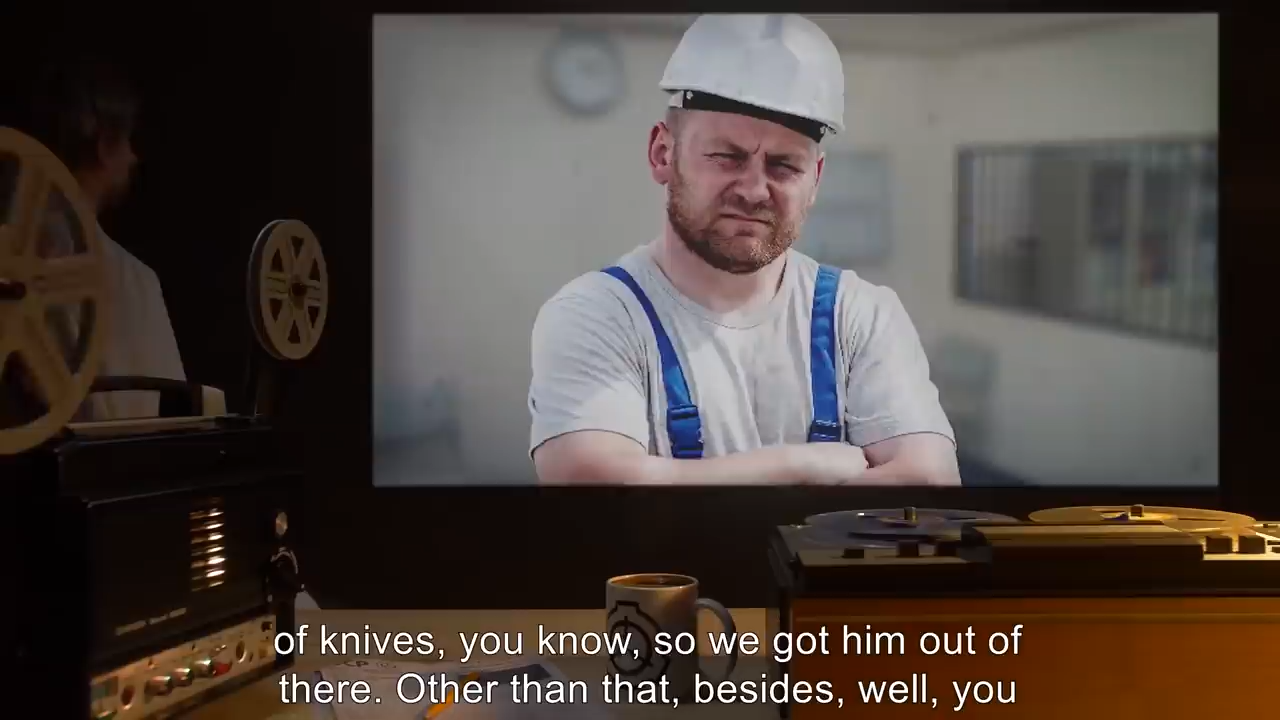 of knives, you know, so we got him out of
there. Other than that, besides, well, you